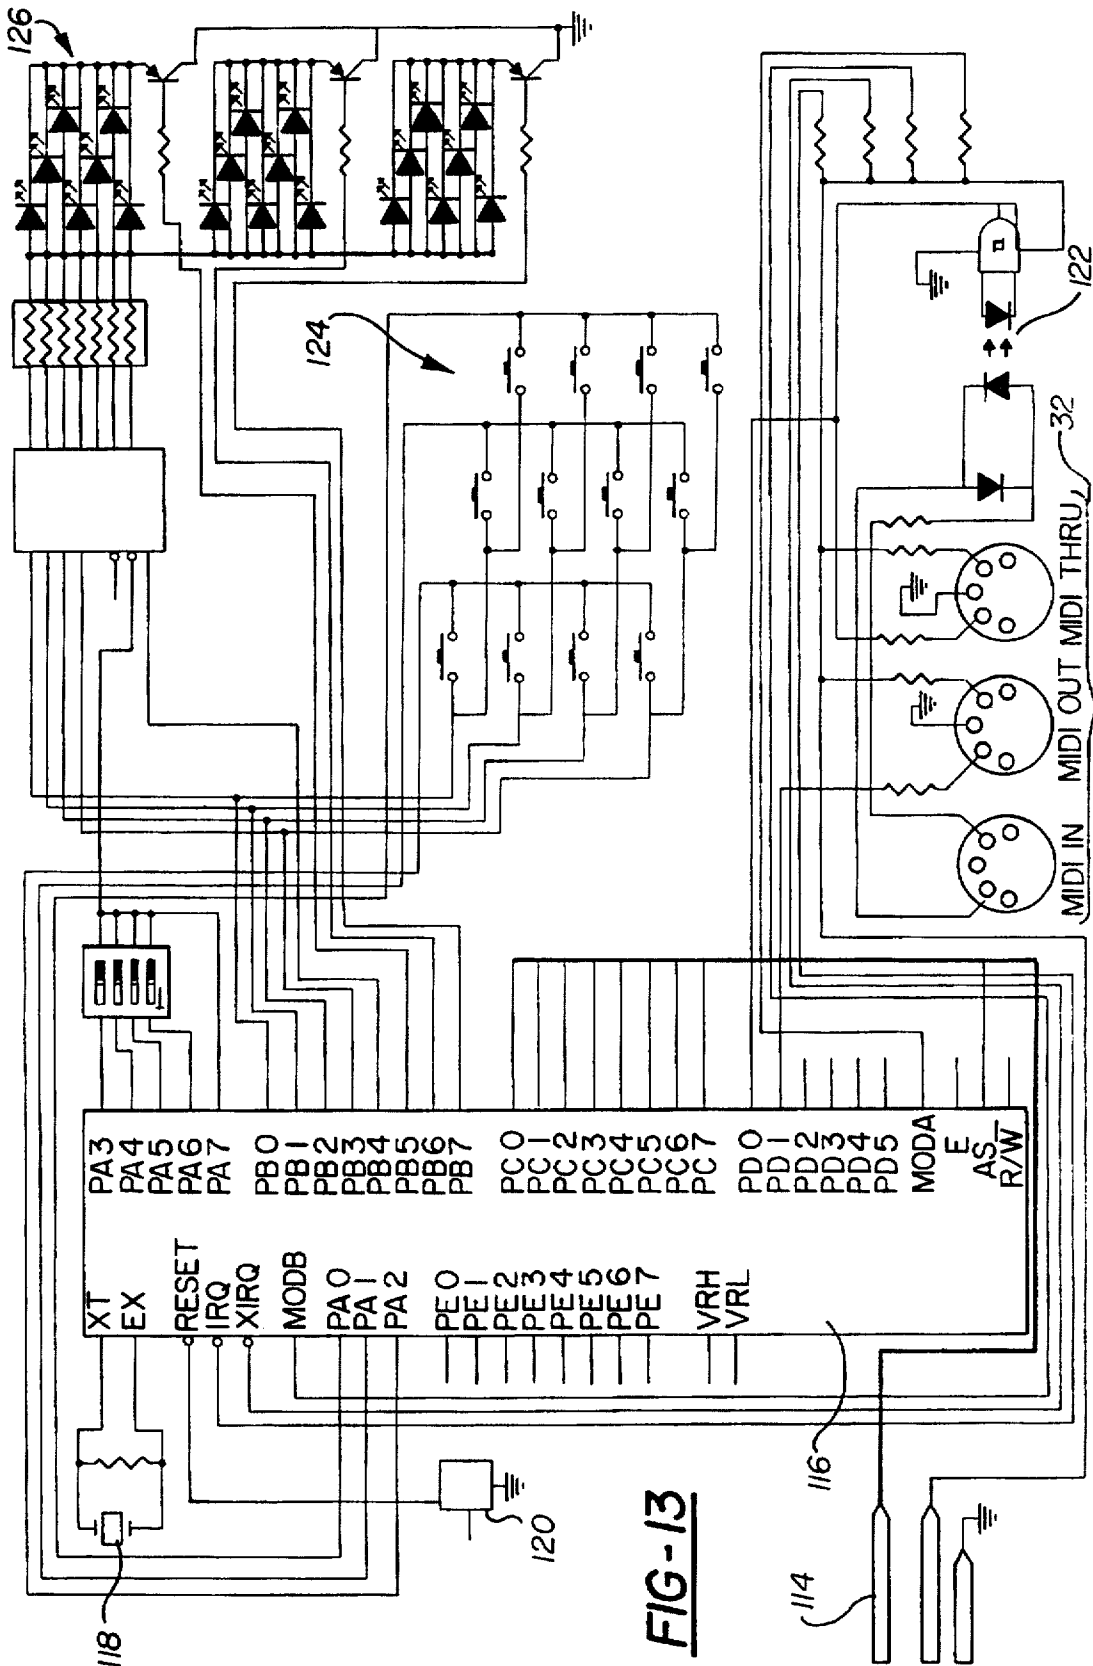 126
124
122
32
MIDI IN
MIDI OUT
MIDI THRU
XT
EX
RESET
IRQ
XIRQ
MODB
PA0
PA1
PA2
PE0
PE1
PE2
PE3
PE4
PE5
PE6
PE7
VRH
VRL
PA3
PA4
PA5
PA6
PA7
PB0
PB1
PB2
PB3
PB4
PB5
PB6
PB7
PC0
PC1
PC2
PC3
PC4
PC5
PC6
PC7
PD0
PD1
PD2
PD3
PD4
PD5
MODA
E
AS
R/W
118
120
116
114
FIG-13